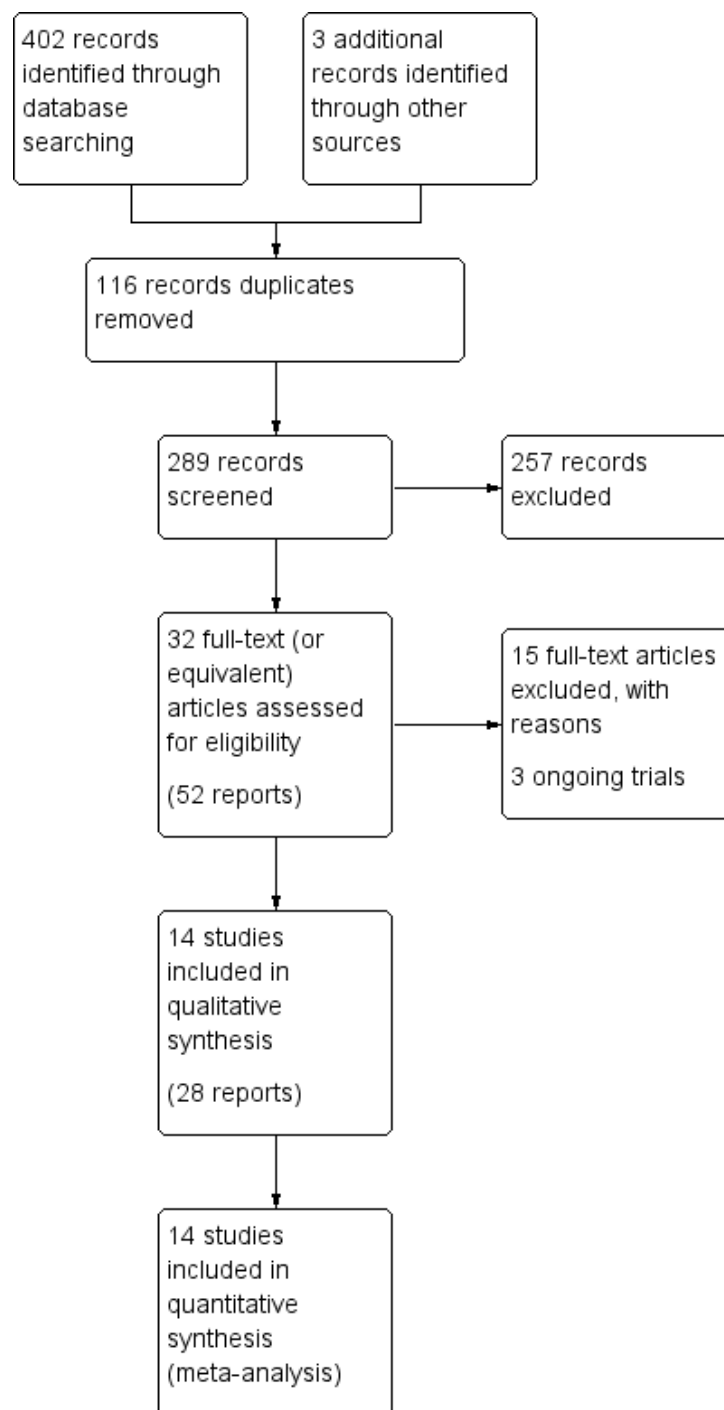 402 records
identified through
database
searching
3 additional
records identified
through other
sources
116 records duplicates
removed
289 records
screened
257 records
excluded
32 full-text (or
equivalent)
articles assessed
for eligibility
(52 reports)
15 full-text articles
excluded, with
reasons
3 ongoing trials
14 studies
included in
qualitative
synthesis
(28 reports)
14 studies
included in
quantitative
synthesis
(meta-analysis)